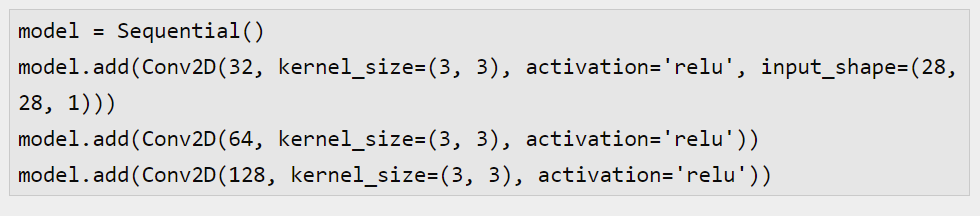 model = Sequential()
model.add(Conv2D(32, kernel_size=(3, 3), activation='relu', input_shape=(28,
28, 1)))
model.add(Conv2D(64, kernel_size=(3, 3), activation='relu'))
model.add(Conv2D(128, kernel_size=(3, 3), activation='relu'))